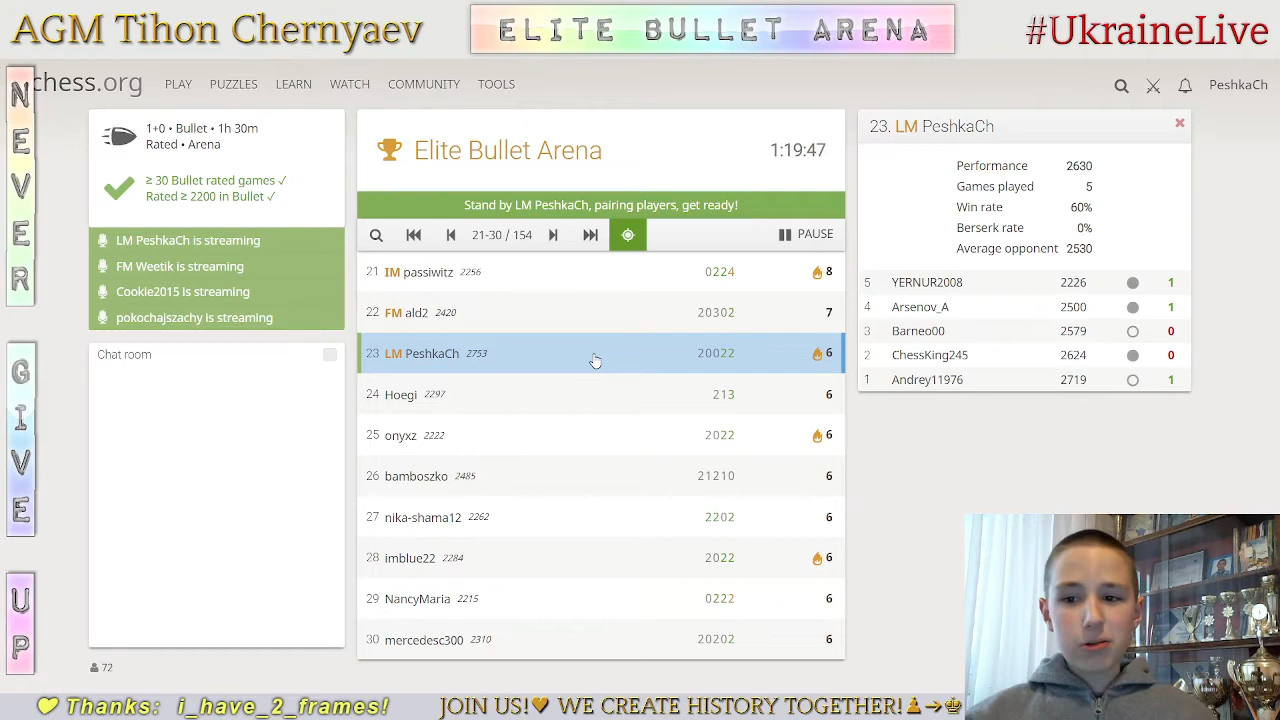 AGM Tihon Chernyaev
ELITE BULLET ARENA
#UkraineLive
NEVER
GIVE
UP
chess.org
PLAY PUZZLES LEARN WATCH COMMUNITY TOOLS
PeshkaCh
1+0 • Bullet • 1h 30m
Rated • Arena
≥ 30 Bullet rated games ✓
Rated ≥ 2200 in Bullet ✓
LM PeshkaCh is streaming
FM Weetik is streaming
Cookie2015 is streaming
pokochajszachy is streaming
Chat room
72
Elite Bullet Arena 1:19:47
Stand by LM PeshkaCh, pairing players, get ready!
21-30 / 154 PAUSE
21 IM passiwitz 2256 0224 8
22 FM ald2 2420 20302 7
23 LM PeshkaCh 2753 20022 6
24 Hoegi 2297 213 6
25 onyxz 2222 2022 6
26 bamboszko 2485 21210 6
27 nika-shama12 2262 2202 6
28 imblue22 2284 2022 6
29 NancyMaria 2215 0222 6
30 mercedesc300 2310 20202 6
23. LM PeshkaCh
Performance 2630
Games played 5
Win rate 60%
Berserk rate 0%
Average opponent 2530
5 YERNUR2008 2226 1
4 Arsenov_A 2500 1
3 Barneo00 2579 0
2 ChessKing245 2624 0
1 Andrey11976 2719 1
Thanks: i_have_2_frames!
JOIN US!♥ WE CREATE HISTORY TOGETHER!♟→♚